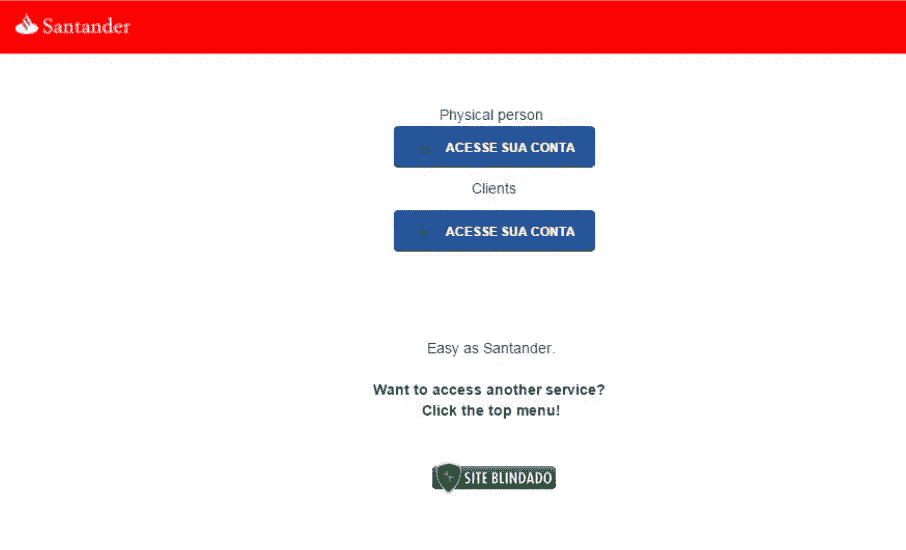 Santander
Physical person
ACESSE SUA CONTA
Clients
ACESSE SUA CONTA
Easy as Santander.
Want to access another service?
Click the top menu!
SITE BLINDADO